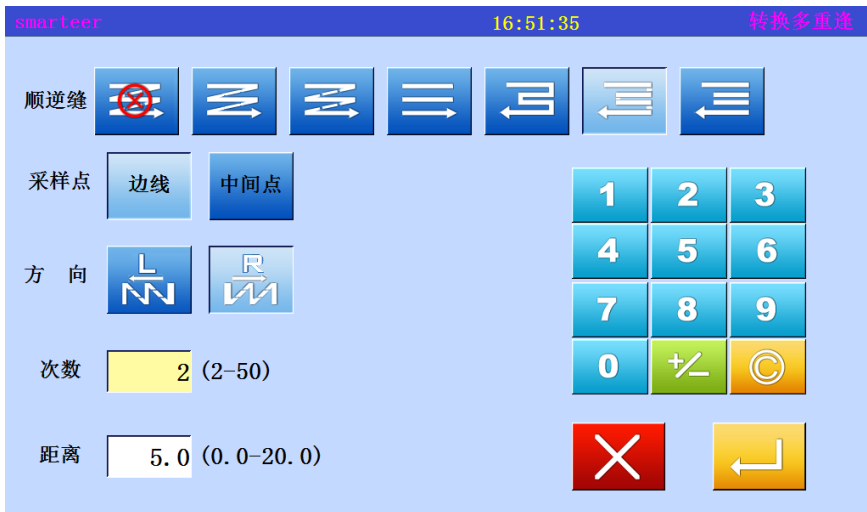 smarteer 16:51:35 转换多重逢
顺逆缝
采样点 边线 中间点
1 2 3
方 向 L R
4 5 6
7 8 9
次数 2 (2-50)
0 +/- ©
距离 5.0 (0.0-20.0)